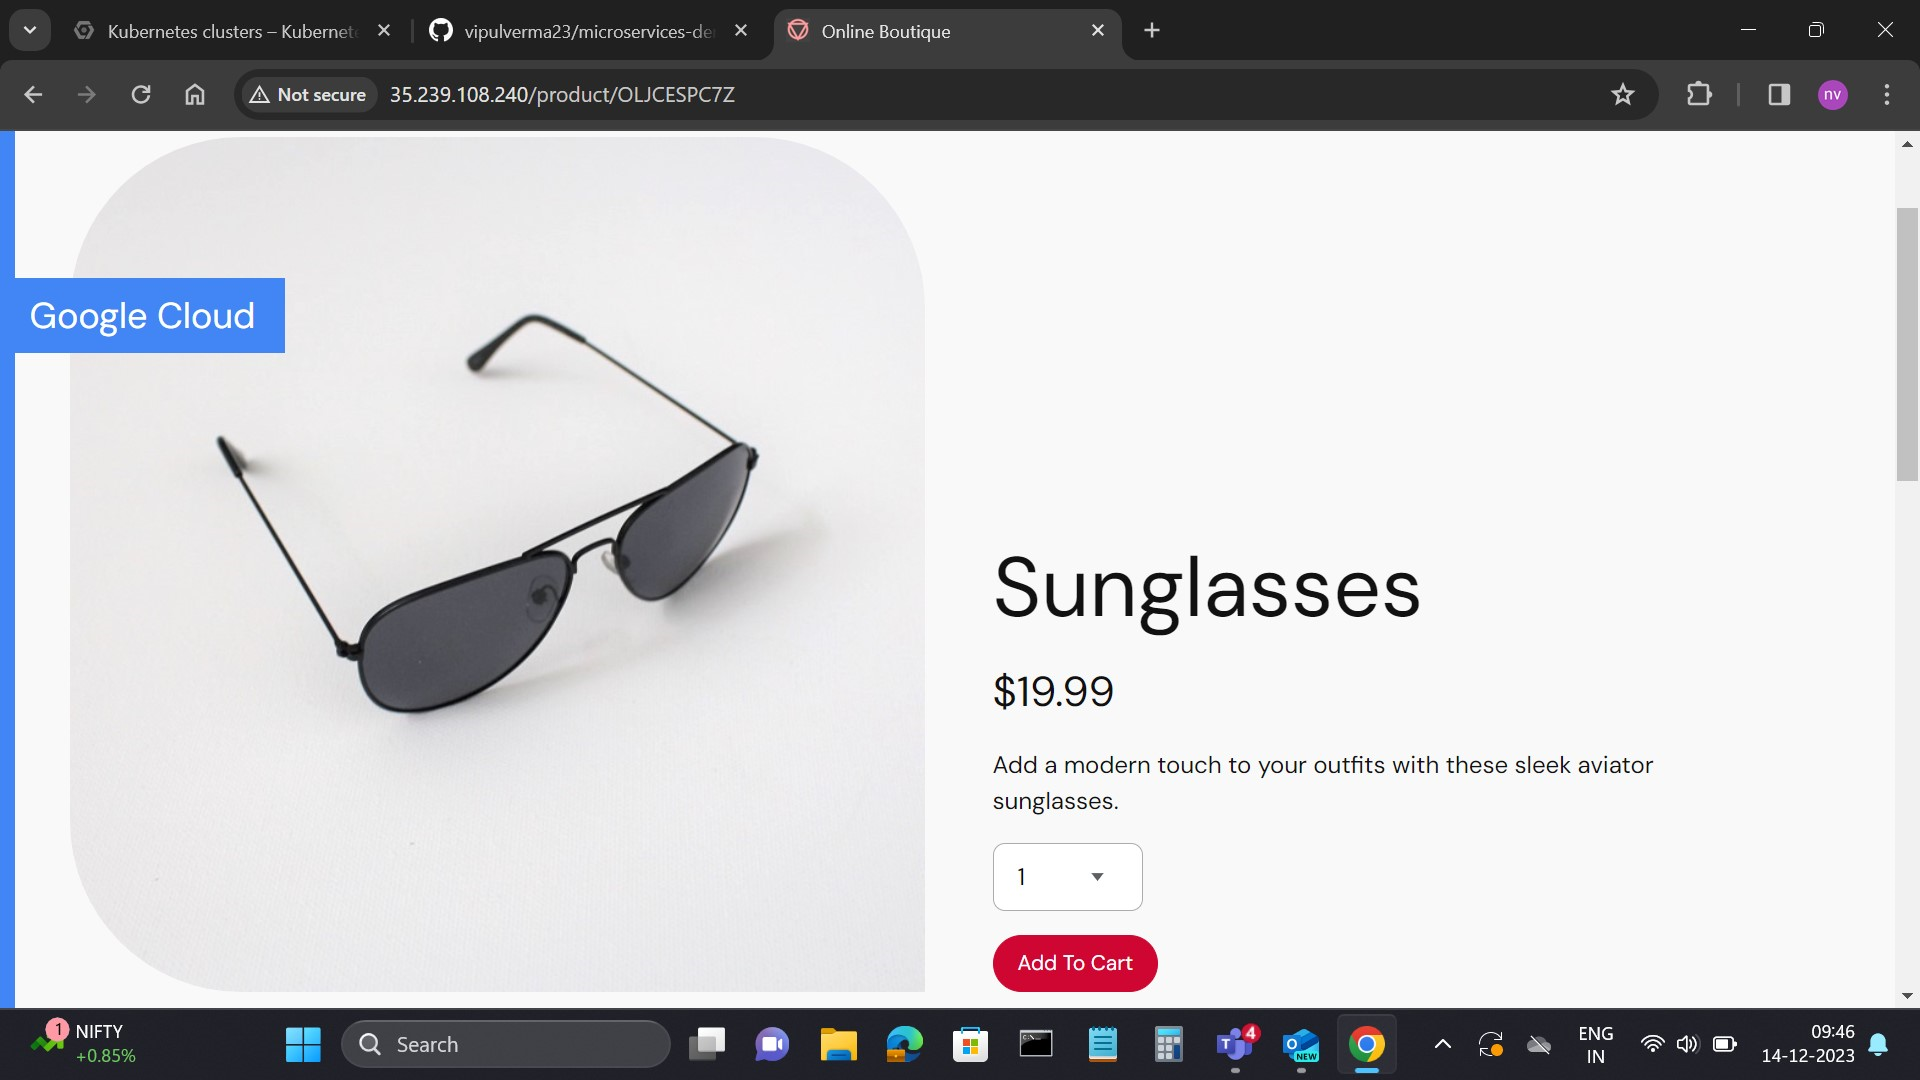 Kubernetes clusters – Kubernet
vipulverma23/microservices-de
Online Boutique
Not secure
35.239.108.240/product/OLJCESPC7Z
nv
Google Cloud
Sunglasses
$19.99
Add a modern touch to your outfits with these sleek aviator
sunglasses.
1
Add To Cart
1
NIFTY
+0.85%
Search
T
4
O
NEW
ENG
IN
09:46
14-12-2023